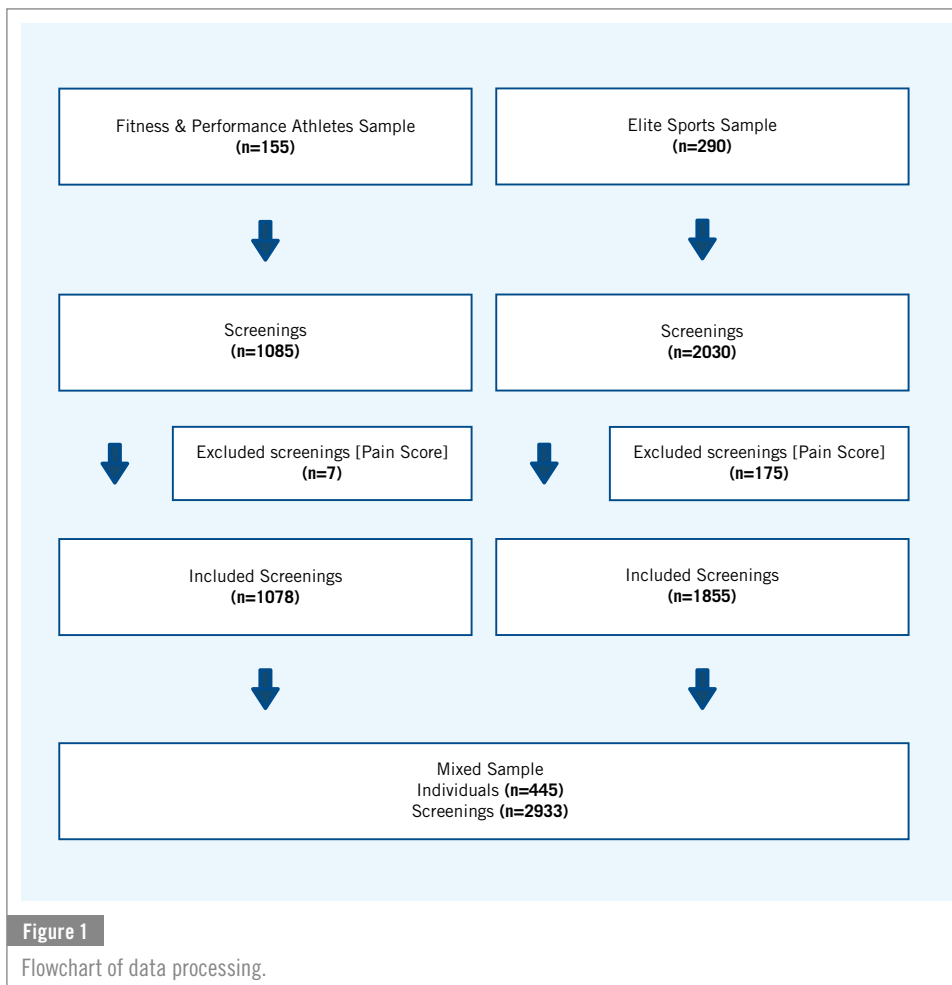 Fitness & Performance Athletes Sample
(n=155)
Elite Sports Sample
(n=290)
Screenings
(n=1085)
Screenings
(n=2030)
Excluded screenings [Pain Score]
(n=7)
Excluded screenings [Pain Score]
(n=175)
Included Screenings
(n=1078)
Included Screenings
(n=1855)
Mixed Sample
Individuals (n=445)
Screenings (n=2933)
Figure 1
Flowchart of data processing.